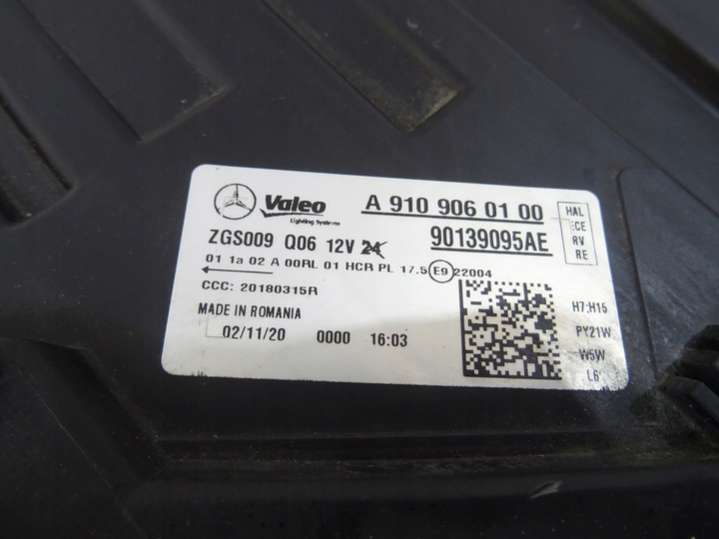 Valeo
Lighting Systems
A 910 906 01 00
ZGS009 Q06 12V 24
90139095AE
HAL
ECE
RV
RE
01 1a 02 A 00RL 01 HCR PL 17.5 E9 22004
CCC: 20180315R
MADE IN ROMANIA
02/11/20 0000 16:03
H7;H15
PY21W
W5W